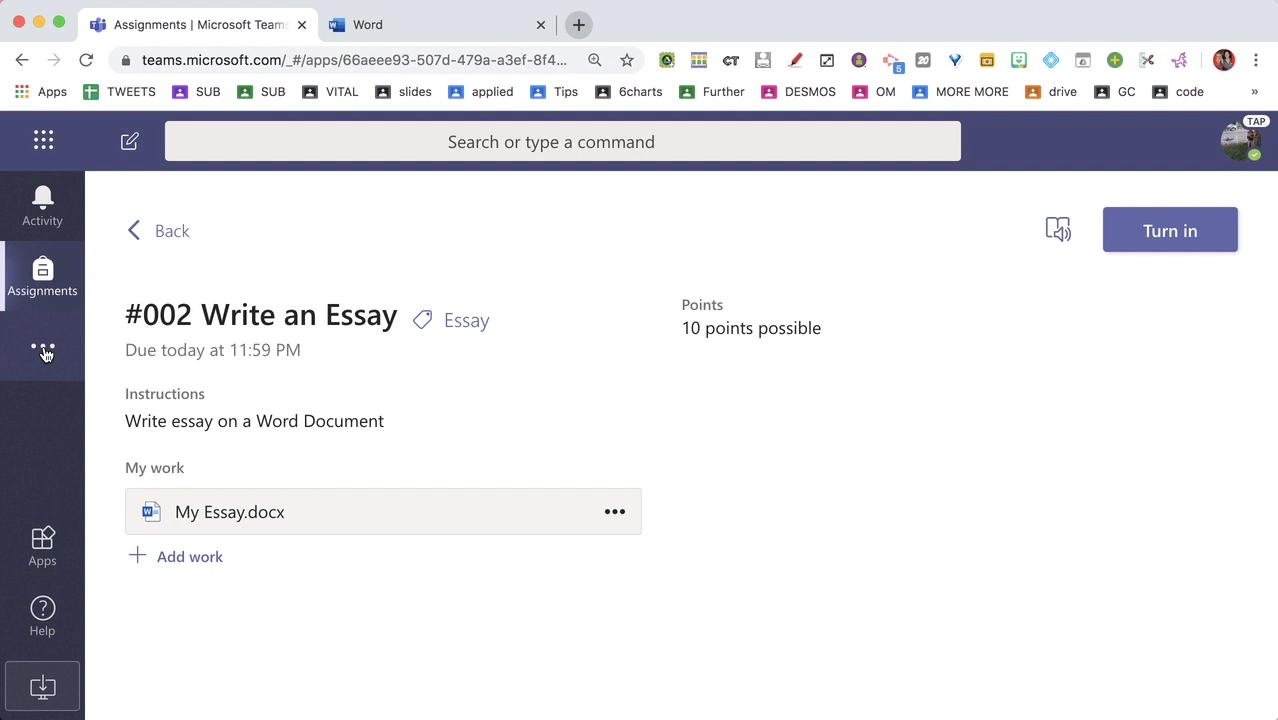 Assignments | Microsoft Teams
Word
teams.microsoft.com/_#/apps/66aeee93-507d-479a-a3ef-8f4...
5
CT
20
Apps
TWEETS
SUB
SUB
VITAL
slides
applied
Tips
6charts
Further
DESMOS
OM
MORE MORE
drive
GC
code
»
Search or type a command
TAP
Activity
Assignments
Apps
Help
Back
Turn in
#002 Write an Essay
Essay
Due today at 11:59 PM
Points
10 points possible
Instructions
Write essay on a Word Document
My work
My Essay.docx
Add work